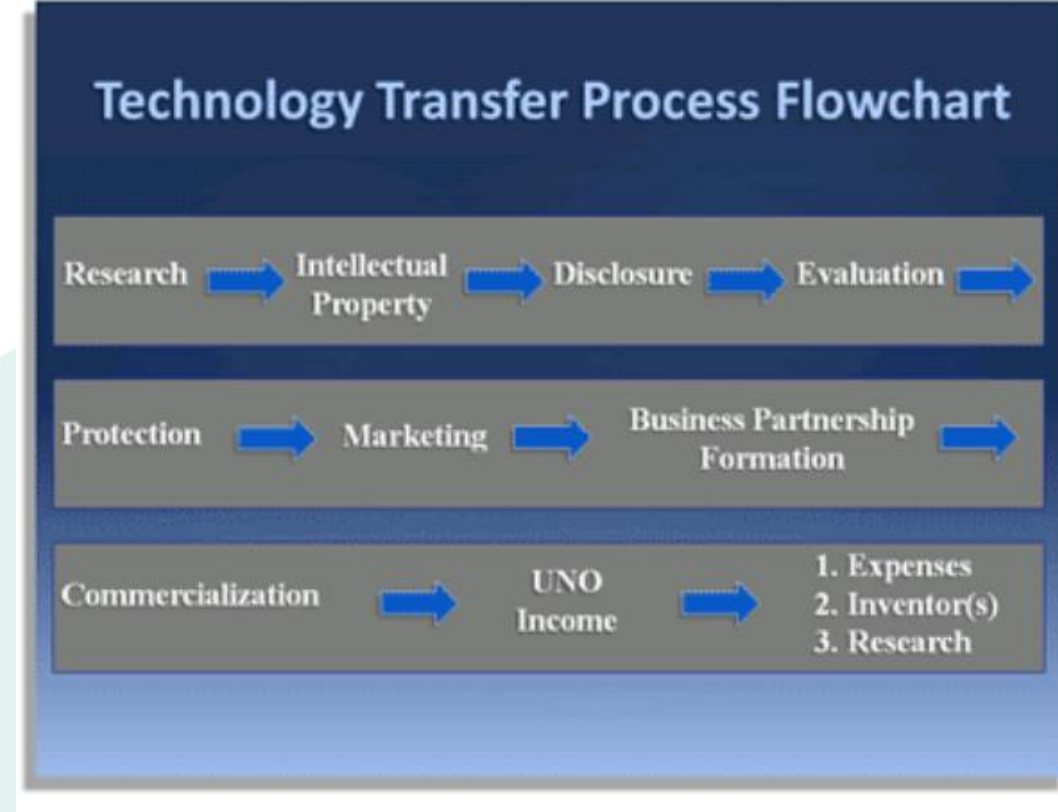 Technology Transfer Process Flowchart
Research
Intellectual
Property
Disclosure
Evaluation
Protection
Marketing
Business Partnership
Formation
Commercialization
UNO
Income
1. Expenses
2. Inventor(s)
3. Research